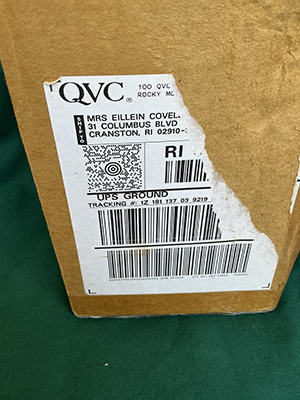 QVC® 100 QVC
ROCKY MO
SHIP TO
MRS EILLEIN COVEL
31 COLUMBUS BLVD
CRANSTON, RI 02910-
RI
UPS GROUND
TRACKING #: 1Z 181 137 03 9219